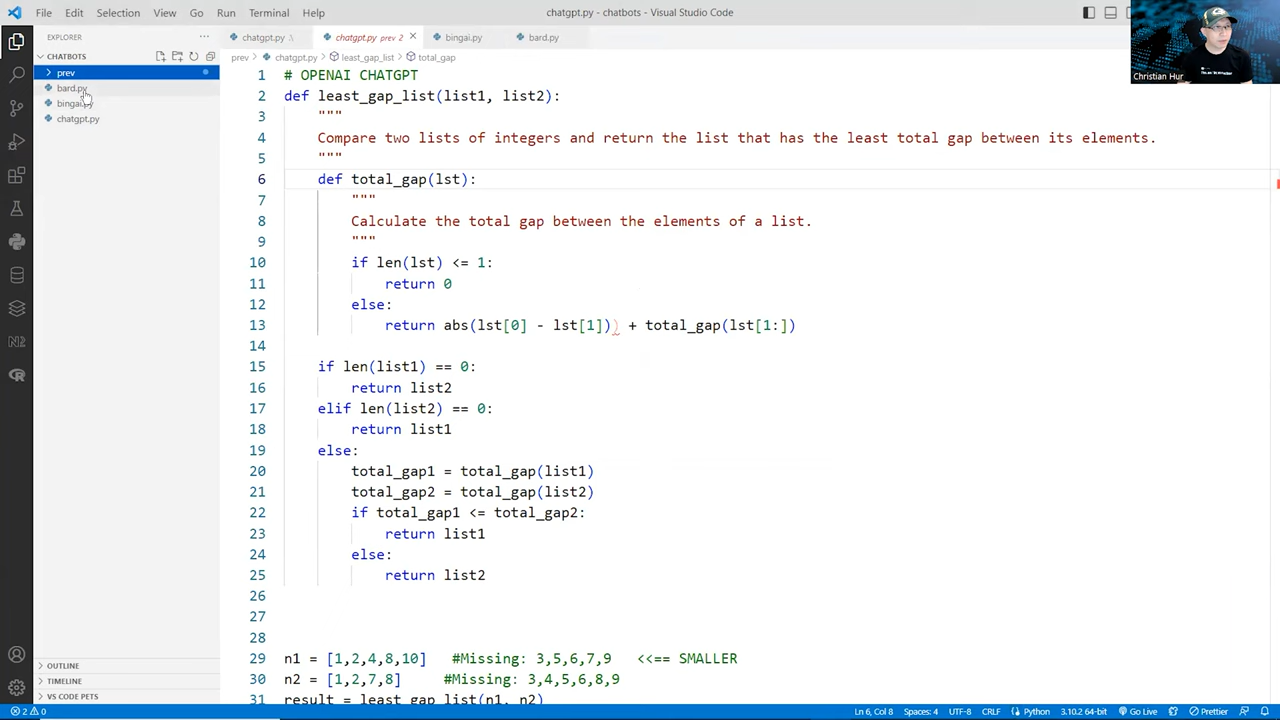 File Edit Selection View Go Run Terminal Help chatgpt.py - chatbots - Visual Studio Code
EXPLORER
CHATBOTS
prev
bard.py
bingai.py
chatgpt.py
OUTLINE
TIMELINE
VS CODE PETS
chatgpt.py \ chatgpt.py prev 2 bingai.py bard.py
prev > chatgpt.py > least_gap_list > total_gap
1 # OPENAI CHATGPT
2 def least_gap_list(list1, list2):
3 """
4 Compare two lists of integers and return the list that has the least total gap between its elements.
5 """
6 def total_gap(lst):
7 """
8 Calculate the total gap between the elements of a list.
9 """
10 if len(lst) <= 1:
11 return 0
12 else:
13 return abs(lst[0] - lst[1])) + total_gap(lst[1:])
14
15 if len(list1) == 0:
16 return list2
17 elif len(list2) == 0:
18 return list1
19 else:
20 total_gap1 = total_gap(list1)
21 total_gap2 = total_gap(list2)
22 if total_gap1 <= total_gap2:
23 return list1
24 else:
25 return list2
26
27
28
29 n1 = [1,2,4,8,10] #Missing: 3,5,6,7,9 <<== SMALLER
30 n2 = [1,2,7,8] #Missing: 3,4,5,6,8,9
31 result = least_gap_list(n1, n2)
Christian Hur
2 0 Ln 6, Col 8 Spaces: 4 UTF-8 CRLF Python 3.10.2 64-bit Go Live Prettier